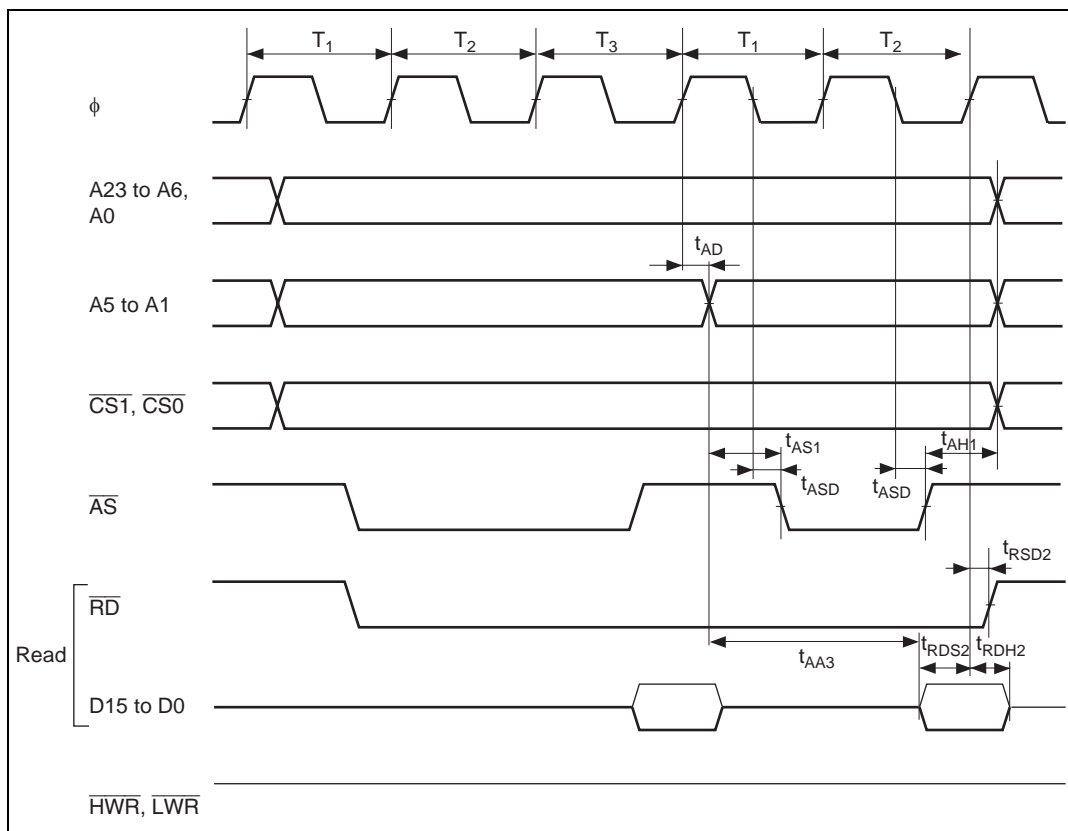 T1 T2 T3 T1 T2
φ
A23 to A6,
A0
tAD
A5 to A1
CS1, CS0
tAS1 tAH1
tASD tASD
AS
tRSD2
RD
Read
tAA3 tRDS2 tRDH2
D15 to D0
HWR, LWR